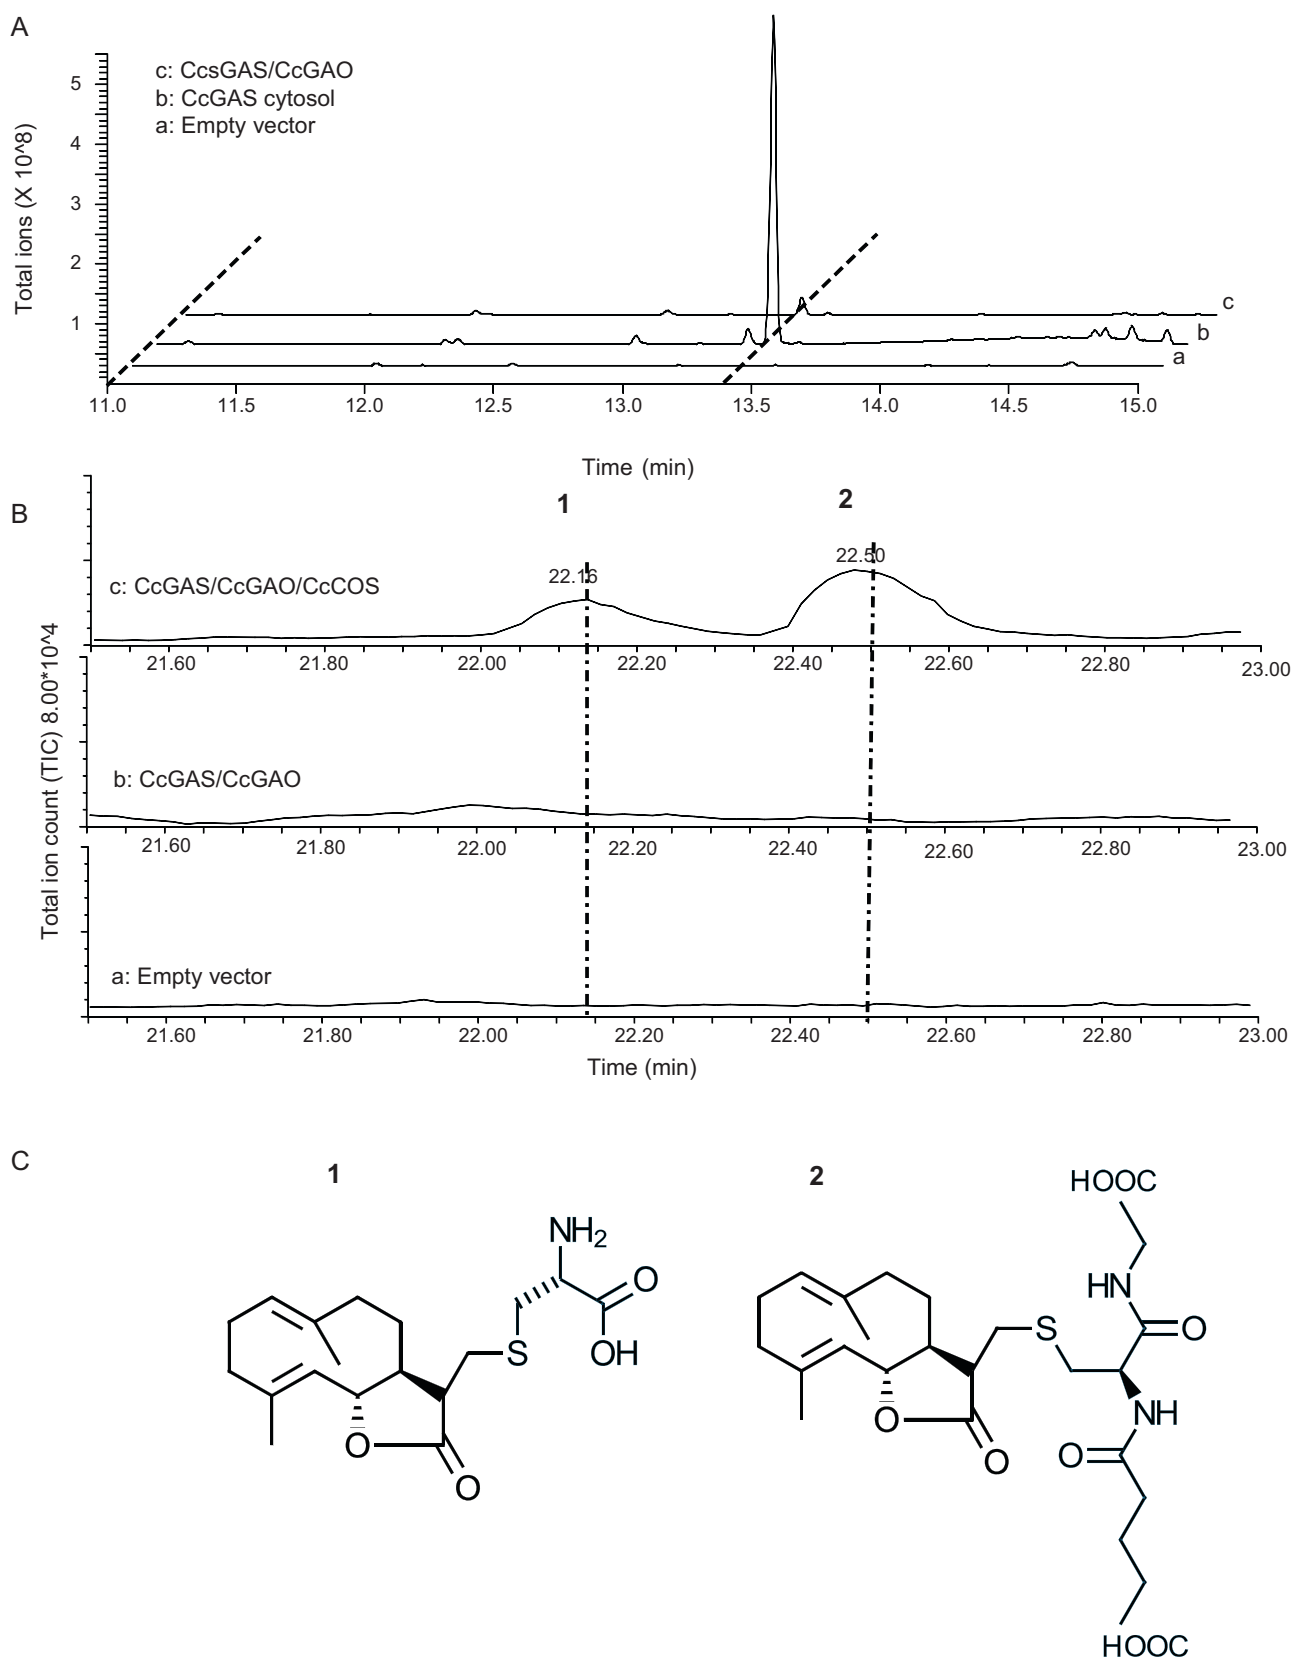 A
c: CcsGAS/CcGAO
b: CcGAS cytosol
a: Empty vector
Total ions (X 10^8)
5
4
3
2
1
c
b
a
11.0 11.5 12.0 12.5 13.0 13.5 14.0 14.5 15.0
Time (min)
B
1 2
22.16 22.50
c: CcGAS/CcGAO/CcCOS
21.60 21.80 22.00 22.20 22.40 22.60 22.80 23.00
Total ion count (TIC) 8.00*10^4
b: CcGAS/CcGAO
21.60 21.80 22.00 22.20 22.40 22.60 22.80 23.00
a: Empty vector
21.60 21.80 22.00 22.20 22.40 22.60 22.80 23.00
Time (min)
C
1 2
HOOC
NH2
O
HN
S
OH
S
O
O
O
O
O
NH
O
HOOC